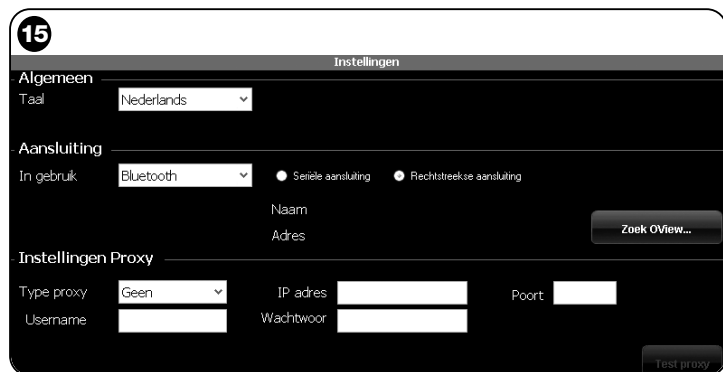 15
Instellingen
Algemeen
Taal Nederlands
Aansluiting
In gebruik Bluetooth Seriële aansluiting Rechtstreekse aansluiting
Naam
Adres
Zoek OView...
Instellingen Proxy
Type proxy Geen IP adres Poort
Username Wachtwoor
Test proxy